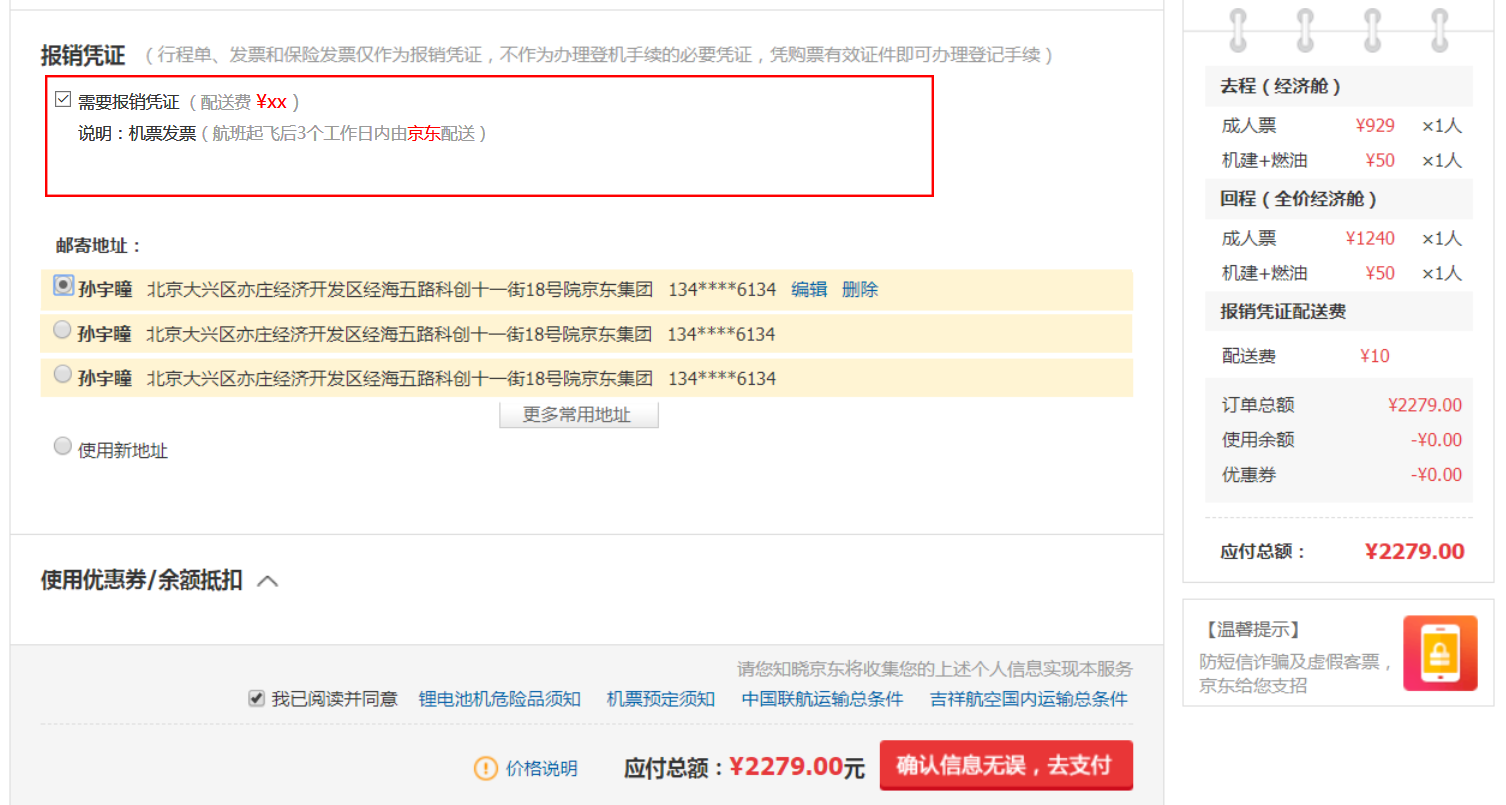 报销凭证 （ 行程单、发票和保险发票仅作为报销凭证，不作为办理登机手续的必要凭证，凭购票有效证件即可办理登记手续 ）
需要报销凭证 （ 配送费 ¥xx ）
说明：机票发票（ 航班起飞后3个工作日内由京东配送 ）
邮寄地址：
孙宇瞳 北京大兴区亦庄经济开发区经海五路科创十一街18号院京东集团 134****6134 编辑 删除
孙宇瞳 北京大兴区亦庄经济开发区经海五路科创十一街18号院京东集团 134****6134
孙宇瞳 北京大兴区亦庄经济开发区经海五路科创十一街18号院京东集团 134****6134
更多常用地址
使用新地址
使用优惠券/余额抵扣
请您知晓京东将收集您的上述个人信息实现本服务
我已阅读并同意 锂电池机危险品须知 机票预定须知 中国联航运输总条件 吉祥航空国内运输总条件
价格说明 应付总额：¥2279.00元 确认信息无误，去支付
去程（ 经济舱 ）
成人票 ¥929 ×1人
机建+燃油 ¥50 ×1人
回程（ 全价经济舱 ）
成人票 ¥1240 ×1人
机建+燃油 ¥50 ×1人
报销凭证配送费
配送费 ¥10
订单总额 ¥2279.00
使用余额 -¥0.00
优惠券 -¥0.00
应付总额： ¥2279.00
【温馨提示】
防短信诈骗及虚假客票，
京东给您支招